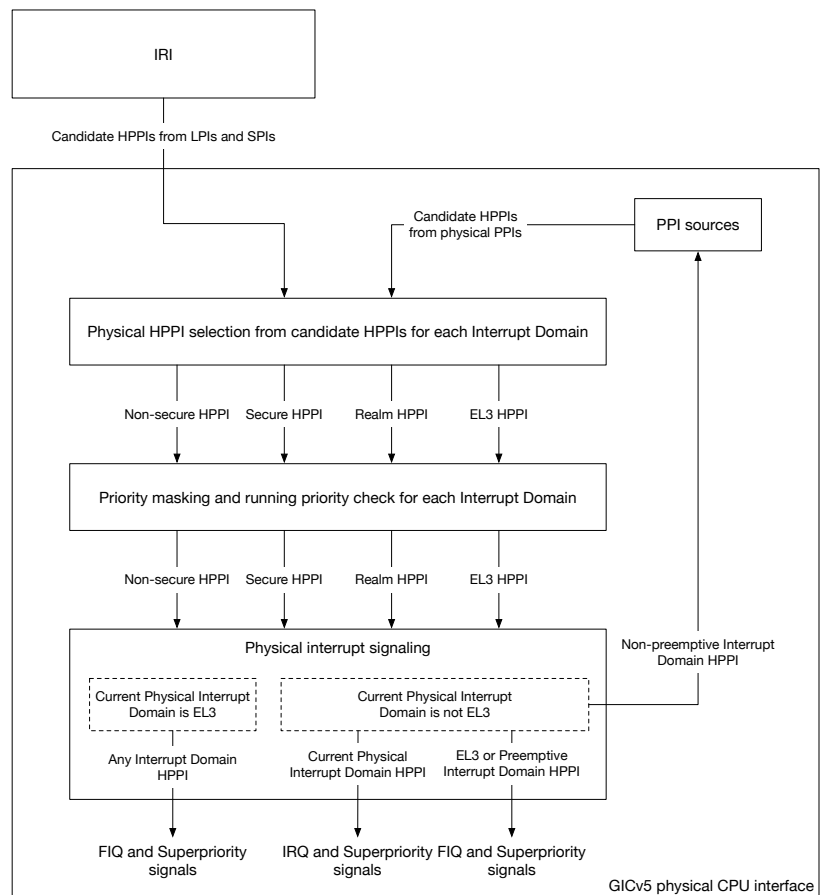 IRI
Candidate HPPIs from LPIs and SPIs
Candidate HPPIs
from physical PPIs
PPI sources
Physical HPPI selection from candidate HPPIs for each Interrupt Domain
Non-secure HPPI
Secure HPPI
Realm HPPI
EL3 HPPI
Priority masking and running priority check for each Interrupt Domain
Non-secure HPPI
Secure HPPI
Realm HPPI
EL3 HPPI
Physical interrupt signaling
Non-preemptive Interrupt
Domain HPPI
Current Physical Interrupt
Domain is EL3
Current Physical Interrupt
Domain is not EL3
Any Interrupt Domain
HPPI
Current Physical
Interrupt Domain HPPI
EL3 or Preemptive
Interrupt Domain HPPI
FIQ and Superpriority
signals
IRQ and Superpriority
signals
FIQ and Superpriority
signals
GICv5 physical CPU interface